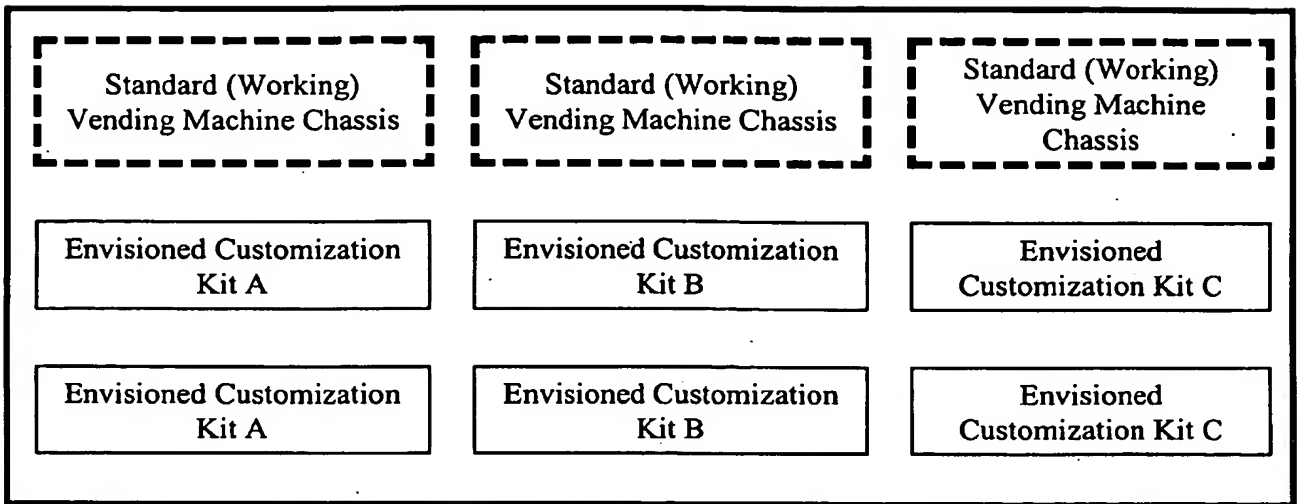 Standard (Working)
Vending Machine Chassis
Standard (Working)
Vending Machine Chassis
Standard (Working)
Vending Machine
Chassis
Envisioned Customization
Kit A
Envisioned Customization
Kit B
Envisioned
Customization Kit C
Envisioned Customization
Kit A
Envisioned Customization
Kit B
Envisioned
Customization Kit C